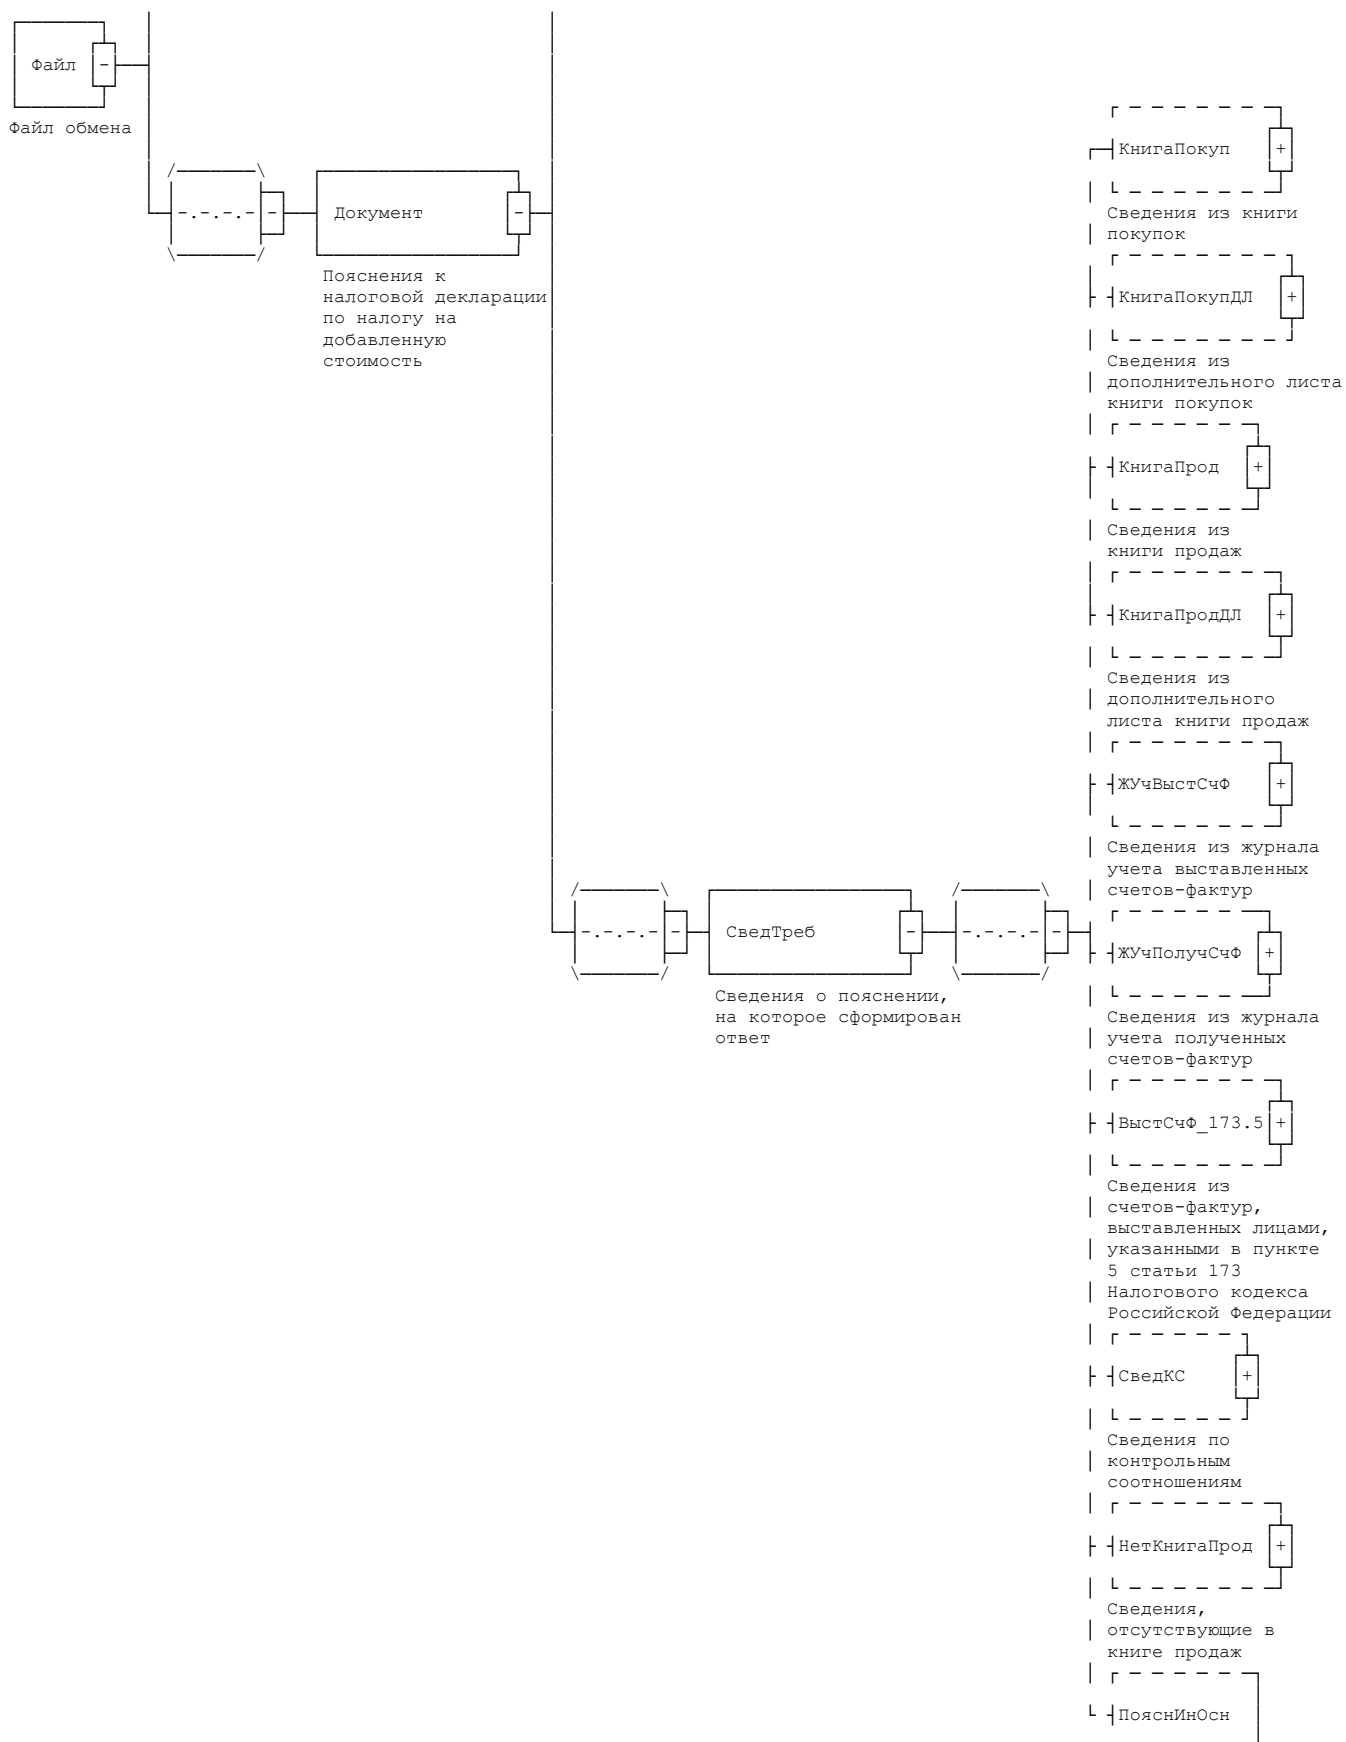 Файл
Файл обмена
Документ
Пояснения к
налоговой декларации
по налогу на
добавленную
стоимость
СведТреб
Сведения о пояснении,
на которое сформирован
ответ
КнигаПокуп
Сведения из книги
покупок
КнигаПокупДЛ
Сведения из
дополнительного листа
книги покупок
КнигаПрод
Сведения из
книги продаж
КнигаПродДЛ
Сведения из
дополнительного
листа книги продаж
ЖУчВыстСчФ
Сведения из журнала
учета выставленных
счетов-фактур
ЖУчПолучСчФ
Сведения из журнала
учета полученных
счетов-фактур
ВыстСчФ_173.5
Сведения из
счетов-фактур,
выставленных лицами,
указанными в пункте
5 статьи 173
Налогового кодекса
Российской Федерации
СведКС
Сведения по
контрольным
соотношениям
НетКнигаПрод
Сведения,
отсутствующие в
книге продаж
ПояснИнОсн